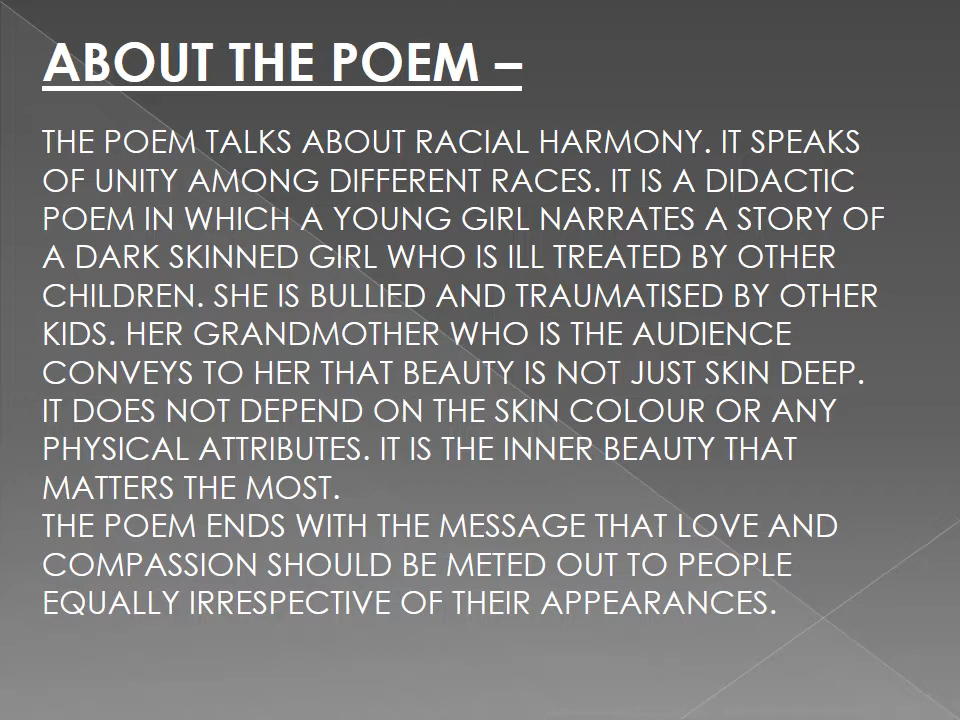 ABOUT THE POEM –
THE POEM TALKS ABOUT RACIAL HARMONY. IT SPEAKS
OF UNITY AMONG DIFFERENT RACES. IT IS A DIDACTIC
POEM IN WHICH A YOUNG GIRL NARRATES A STORY OF
A DARK SKINNED GIRL WHO IS ILL TREATED BY OTHER
CHILDREN. SHE IS BULLIED AND TRAUMATISED BY OTHER
KIDS. HER GRANDMOTHER WHO IS THE AUDIENCE
CONVEYS TO HER THAT BEAUTY IS NOT JUST SKIN DEEP.
IT DOES NOT DEPEND ON THE SKIN COLOUR OR ANY
PHYSICAL ATTRIBUTES. IT IS THE INNER BEAUTY THAT
MATTERS THE MOST.
THE POEM ENDS WITH THE MESSAGE THAT LOVE AND
COMPASSION SHOULD BE METED OUT TO PEOPLE
EQUALLY IRRESPECTIVE OF THEIR APPEARANCES.